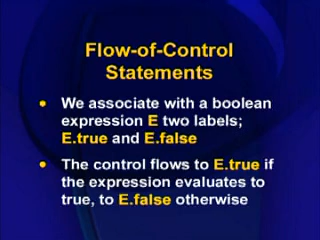 Flow-of-Control
Statements
• We associate with a boolean
expression E two labels;
E.true and E.false
• The control flows to E.true if
the expression evaluates to
true, to E.false otherwise